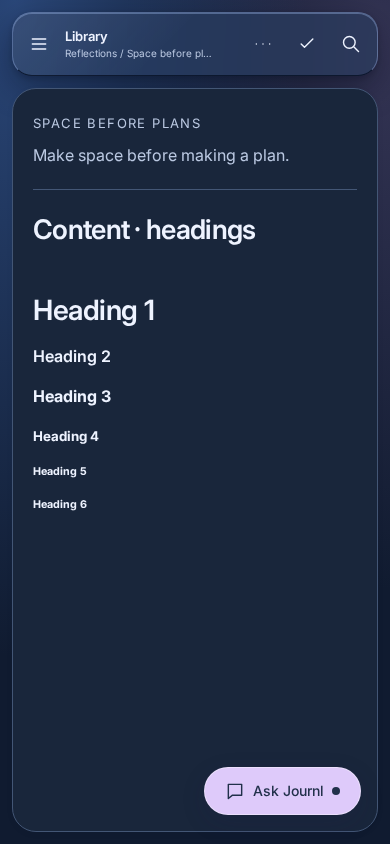 Library
Reflections / Space before pl...
...
SPACE BEFORE PLANS
Make space before making a plan.
Content · headings
Heading 1
Heading 2
Heading 3
Heading 4
Heading 5
Heading 6
Ask Journl